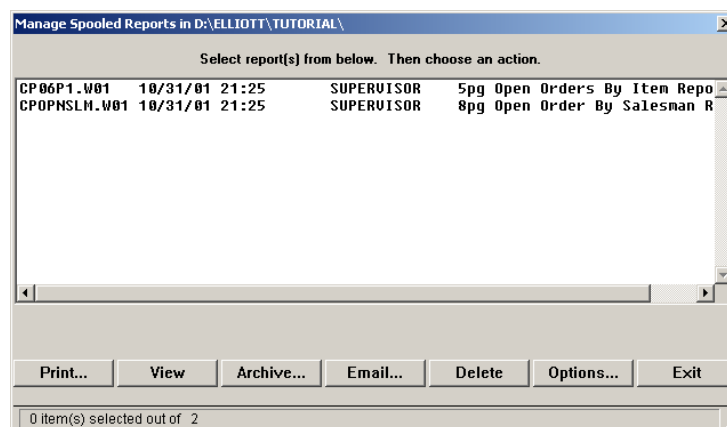 Manage Spooled Reports in D:\ELLIOTT\TUTORIAL\
Select report(s) from below. Then choose an action.
CP06P1.W01 10/31/01 21:25 SUPERVISOR 5pg Open Orders By Item Repo
CPOPNSLM.W01 10/31/01 21:25 SUPERVISOR 8pg Open Order By Salesman R
Print... View Archive... Email... Delete Options... Exit
0 item(s) selected out of 2